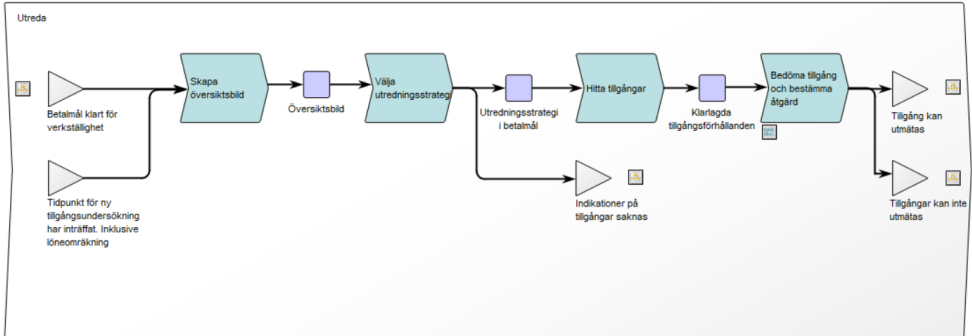 Utreda
Skapa
översiktsbild
Välja
utredningsstrategi
Hitta tillgångar
Bedöma tillgång
och bestämma
åtgärd
Betalmål klart för
verkställighet
Översiktsbild
Utredningsstrategi
i betalmål
Klarlagda
tillgångsförhållanden
Tillgång kan
utmätas
Tidpunkt för ny
tillgångsundersökning
har inträffat. Inklusive
löneomräkning
Indikationer på
tillgångar saknas
Tillgångar kan inte
utmätas